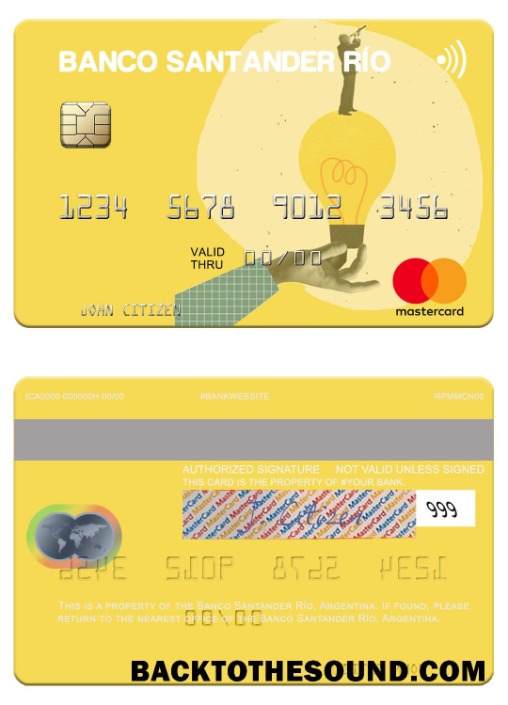 BANCO SANTANDER RÍO
1234 5678 9012 3456
VALID
THRU 00/00
JOHN CITIZEN
mastercard
ICA0000 000000H 00/00 #BANKWEBSITE RPMMCN00
AUTHORIZED SIGNATURE NOT VALID UNLESS SIGNED
THIS CARD IS THE PROPERTY OF #YOUR BANK.
MasterCard MasterCard MasterCard
999
THIS IS A PROPERTY OF THE BANCO SANTANDER RÍO, ARGENTINA. IF FOUND, PLEASE
RETURN TO THE NEAREST OFFICE OF THE BANCO SANTANDER RÍO, ARGENTINA.
BACKTOTHESOUND.COM